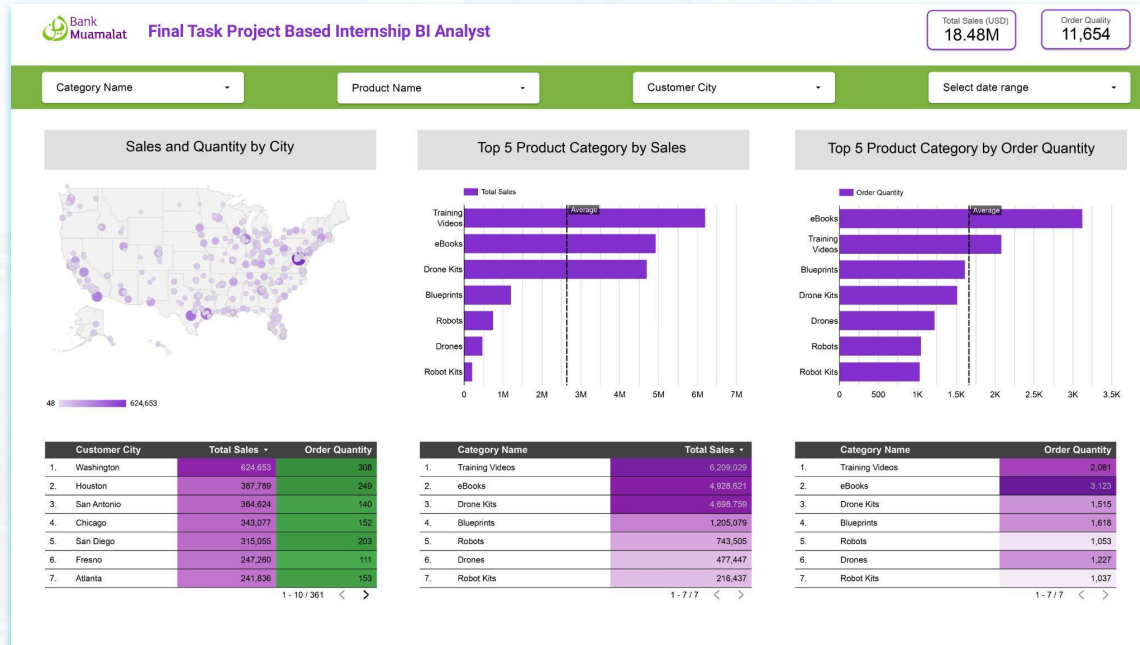 Bank
Muamalat
Final Task Project Based Internship BI Analyst
Total Sales (USD)
18.48M
Order Quality
11,654
Category Name
Product Name
Customer City
Select date range
Sales and Quantity by City
48
624,653
Top 5 Product Category by Sales
Total Sales
Average
Training
Videos
eBooks
Drone Kits
Blueprints
Robots
Drones
Robot Kits
0 1M 2M 3M 4M 5M 6M 7M
Top 5 Product Category by Order Quantity
Order Quantity
Average
eBooks
Training
Videos
Blueprints
Drone Kits
Drones
Robots
Robot Kits
0 500 1K 1.5K 2K 2.5K 3K 3.5K
Customer City Total Sales Order Quantity
1. Washington 624,653 308
2. Houston 387,789 249
3. San Antonio 364,624 140
4. Chicago 343,077 152
5. San Diego 315,055 203
6. Fresno 247,260 111
7. Atlanta 241,836 153
1 - 10 / 361 < >
Category Name Total Sales
1. Training Videos 6,209,029
2. eBooks 4,928,621
3. Drone Kits 4,698,759
4. Blueprints 1,205,079
5. Robots 743,505
6. Drones 477,447
7. Robot Kits 216,437
1 - 7 / 7 < >
Category Name Order Quantity
1. Training Videos 2,081
2. eBooks 3,123
3. Drone Kits 1,515
4. Blueprints 1,618
5. Robots 1,053
6. Drones 1,227
7. Robot Kits 1,037
1 - 7 / 7 < >